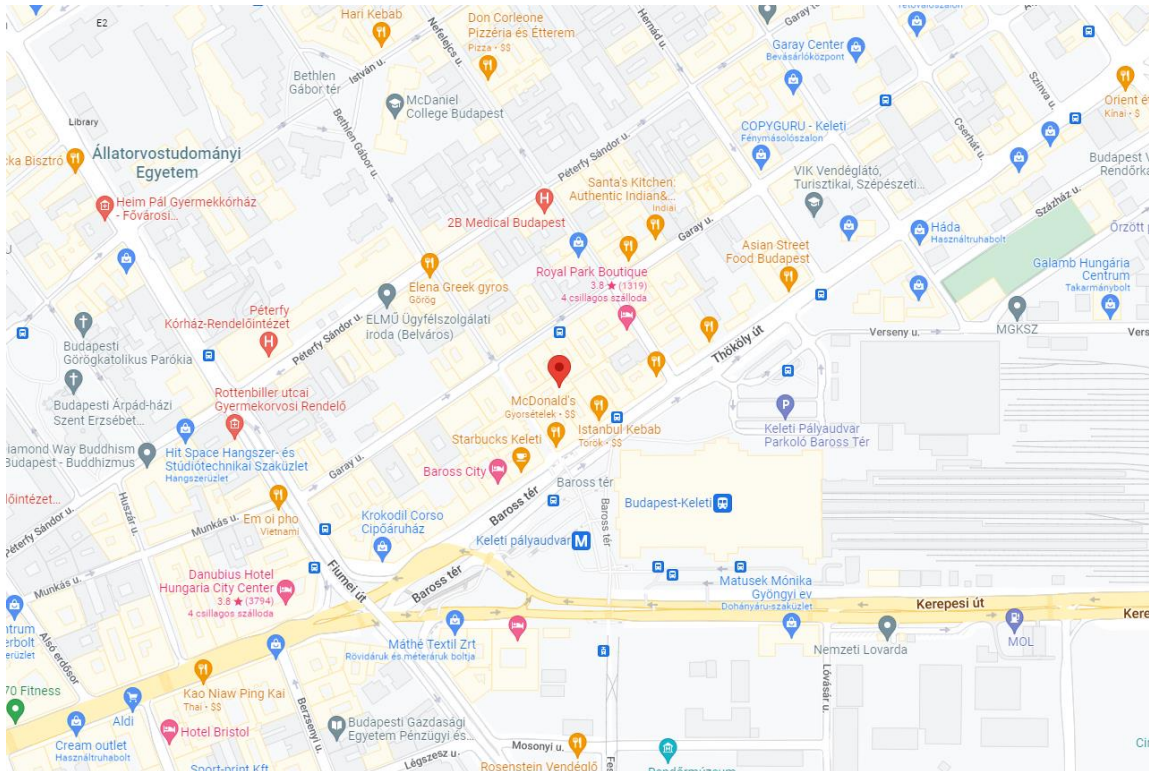 E2
Hari Kebab
Don Corleone
Pizzéria és Étterem
Pizza • $$
Nefelejcs u.
Hernád u.
Garay u.
Garay Center
Bevásárlóközpont
Bethlen
Gábor tér
István u.
McDaniel
College Budapest
Szinva u.
Orient
Kínai • $
Library
Bethlen Gábor u.
Péterfy Sándor u.
COPYGURU - Keleti
Fénymásolószalon
Cserhát u.
Állatorvostudományi
Egyetem
Bisztró
Santa's Kitchen.
Authentic Indian&...
Indiai
VIK Vendéglátó,
Turisztikai, Szépészeti...
Budapest
Százház u.
Heim Pál Gyermekkórház
- Fővárosi...
2B Medical Budapest
Garay u.
Háda
Használtruhabolt
Asian Street
Food Budapest
Royal Park Boutique
3.8 ★ (1319)
4 csillagos szálloda
Galamb Hungária
Centrum
Takarmánybolt
Elena Greek gyros
Görög
Péterfy
Kórház-Rendelőintézet
Péterfy Sándor u.
ELMŰ Ügyfélszolgálati
iroda (Belváros)
MGKSZ
Verseny u.
Budapesti
Görögkatolikus Parókia
Thököly út
Budapesti Árpád-házi
Szent Erzsébet...
Rottenbiller utcai
Gyermekorvosi Rendelő
McDonald's
Gyorsételek • $$
P
Keleti Pályaudvar
Parkoló Baross Tér
Istanbul Kebab
Török • $$
Starbucks Keleti
Hit Space Hangszer- és
Stúdiótechnikai Szaküzlet
Hangszerüzlet
Diamond Way Buddhism
Budapest - Buddhizmus
Garay u.
Baross City
Baross tér
Baross tér
Baross tér
Budapest-Keleti
Huszár u.
Munkás u.
Em oi pho
Vietnami
Krokodil Corso
Cipőáruház
Keleti pályaudvar
M
Péterfy Sándor u.
Munkás u.
Fiumei út
Baross tér
Danubius Hotel
Hungaria City Center
3.8 ★ (3794)
4 csillagos szálloda
Matusek Mónika
Gyöngyi ev
Dohányáru-szaküzlet
Kerepesi út
Alsó erdősor
Máthé Textil Zrt
Rövidáruk és méteráruk boltja
Nemzeti Lovarda
MOL
Lóvásár u.
70 Fitness
Kao Niaw Ping Kai
Thai • $$
Berzsenyi u.
Aldi
Hotel Bristol
Cream outlet
Használtruhabolt
Budapesti Gazdasági
Egyetem Pénzügyi és...
Légszesz u.
Mosonyi u.
Sport-print Kft
Rosenstein Vendéglő
Rendőrmúzeum